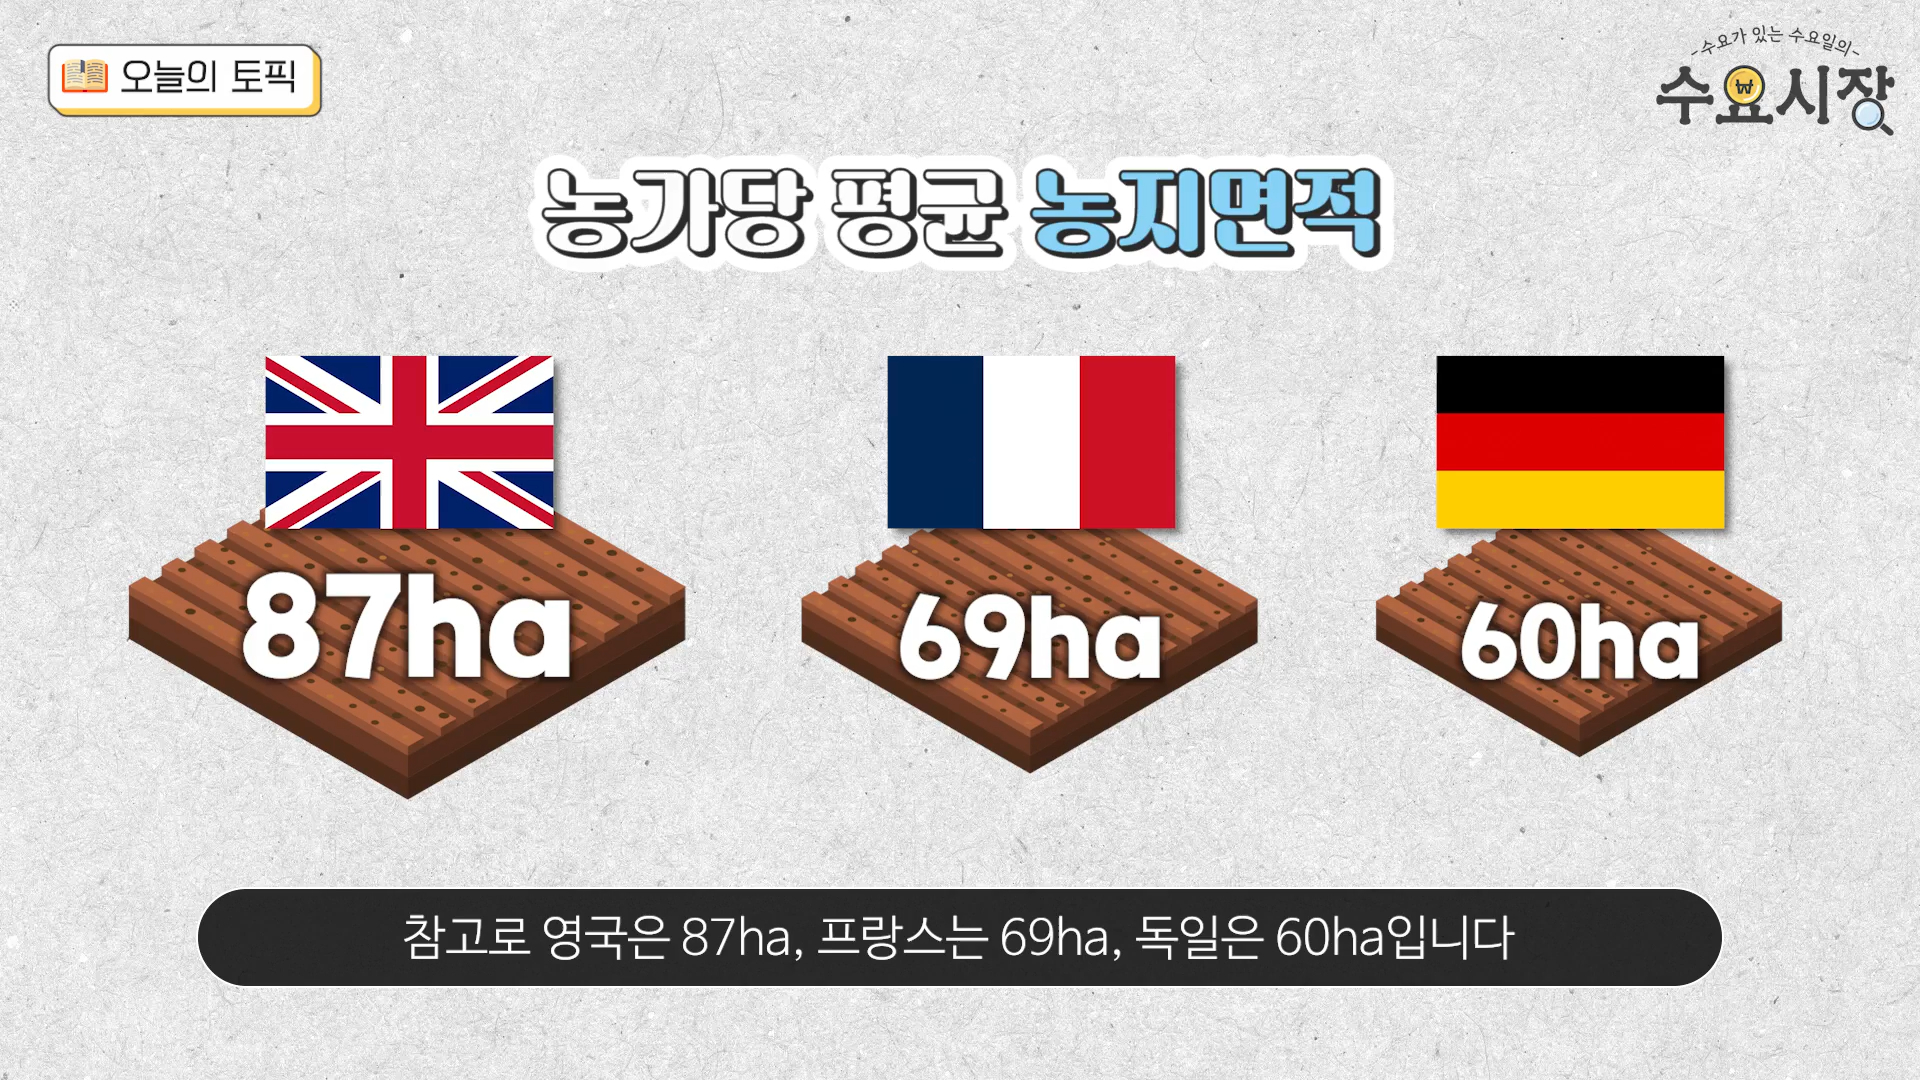 오늘의 토픽
-수요가 있는 수요일의-
수요시장
농가당 평균 농지면적
87ha
69ha
60ha
참고로 영국은 87ha, 프랑스는 69ha, 독일은 60ha입니다